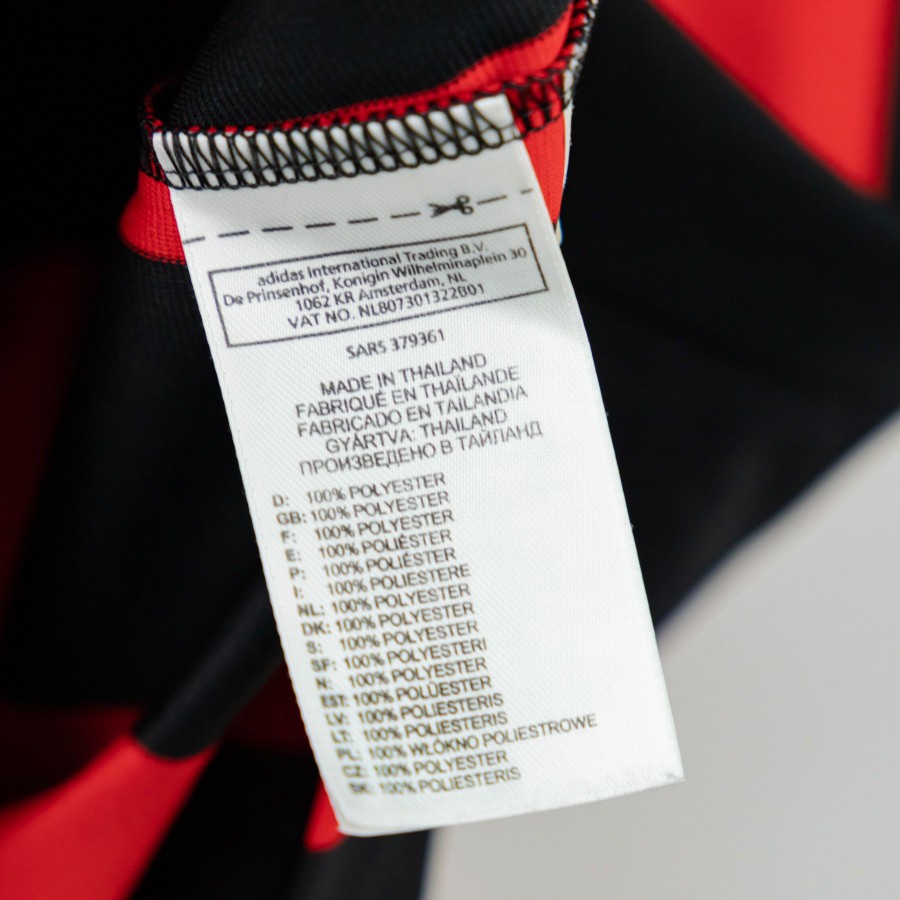 adidas International Trading B.V.
De Prinsenhof, Konigin Wilhelminaplein 30
1062 KR Amsterdam, NL
VAT NO. NL807301322B01
SARS 379361
MADE IN THAILAND
FABRIQUÉ EN THAÏLANDE
FABRICADO EN TAILANDIA
GYÁRTVA: THAILAND
ПРОИЗВЕДЕНО В ТАЙЛАНД
D: 100% POLYESTER
GB: 100% POLYESTER
F: 100% POLYESTER
E: 100% POLIÉSTER
P: 100% POLIÉSTER
I: 100% POLIESTERE
NL: 100% POLYESTER
DK: 100% POLYESTER
S: 100% POLYESTER
SF: 100% POLYESTERI
N: 100% POLYESTER
EST: 100% POLÜESTER
LV: 100% POLIESTERIS
LT: 100% POLIESTERIS
PL: 100% WŁÓKNO POLIESTROWE
CZ: 100% POLYESTER
SK: 100% POLIESTERIS